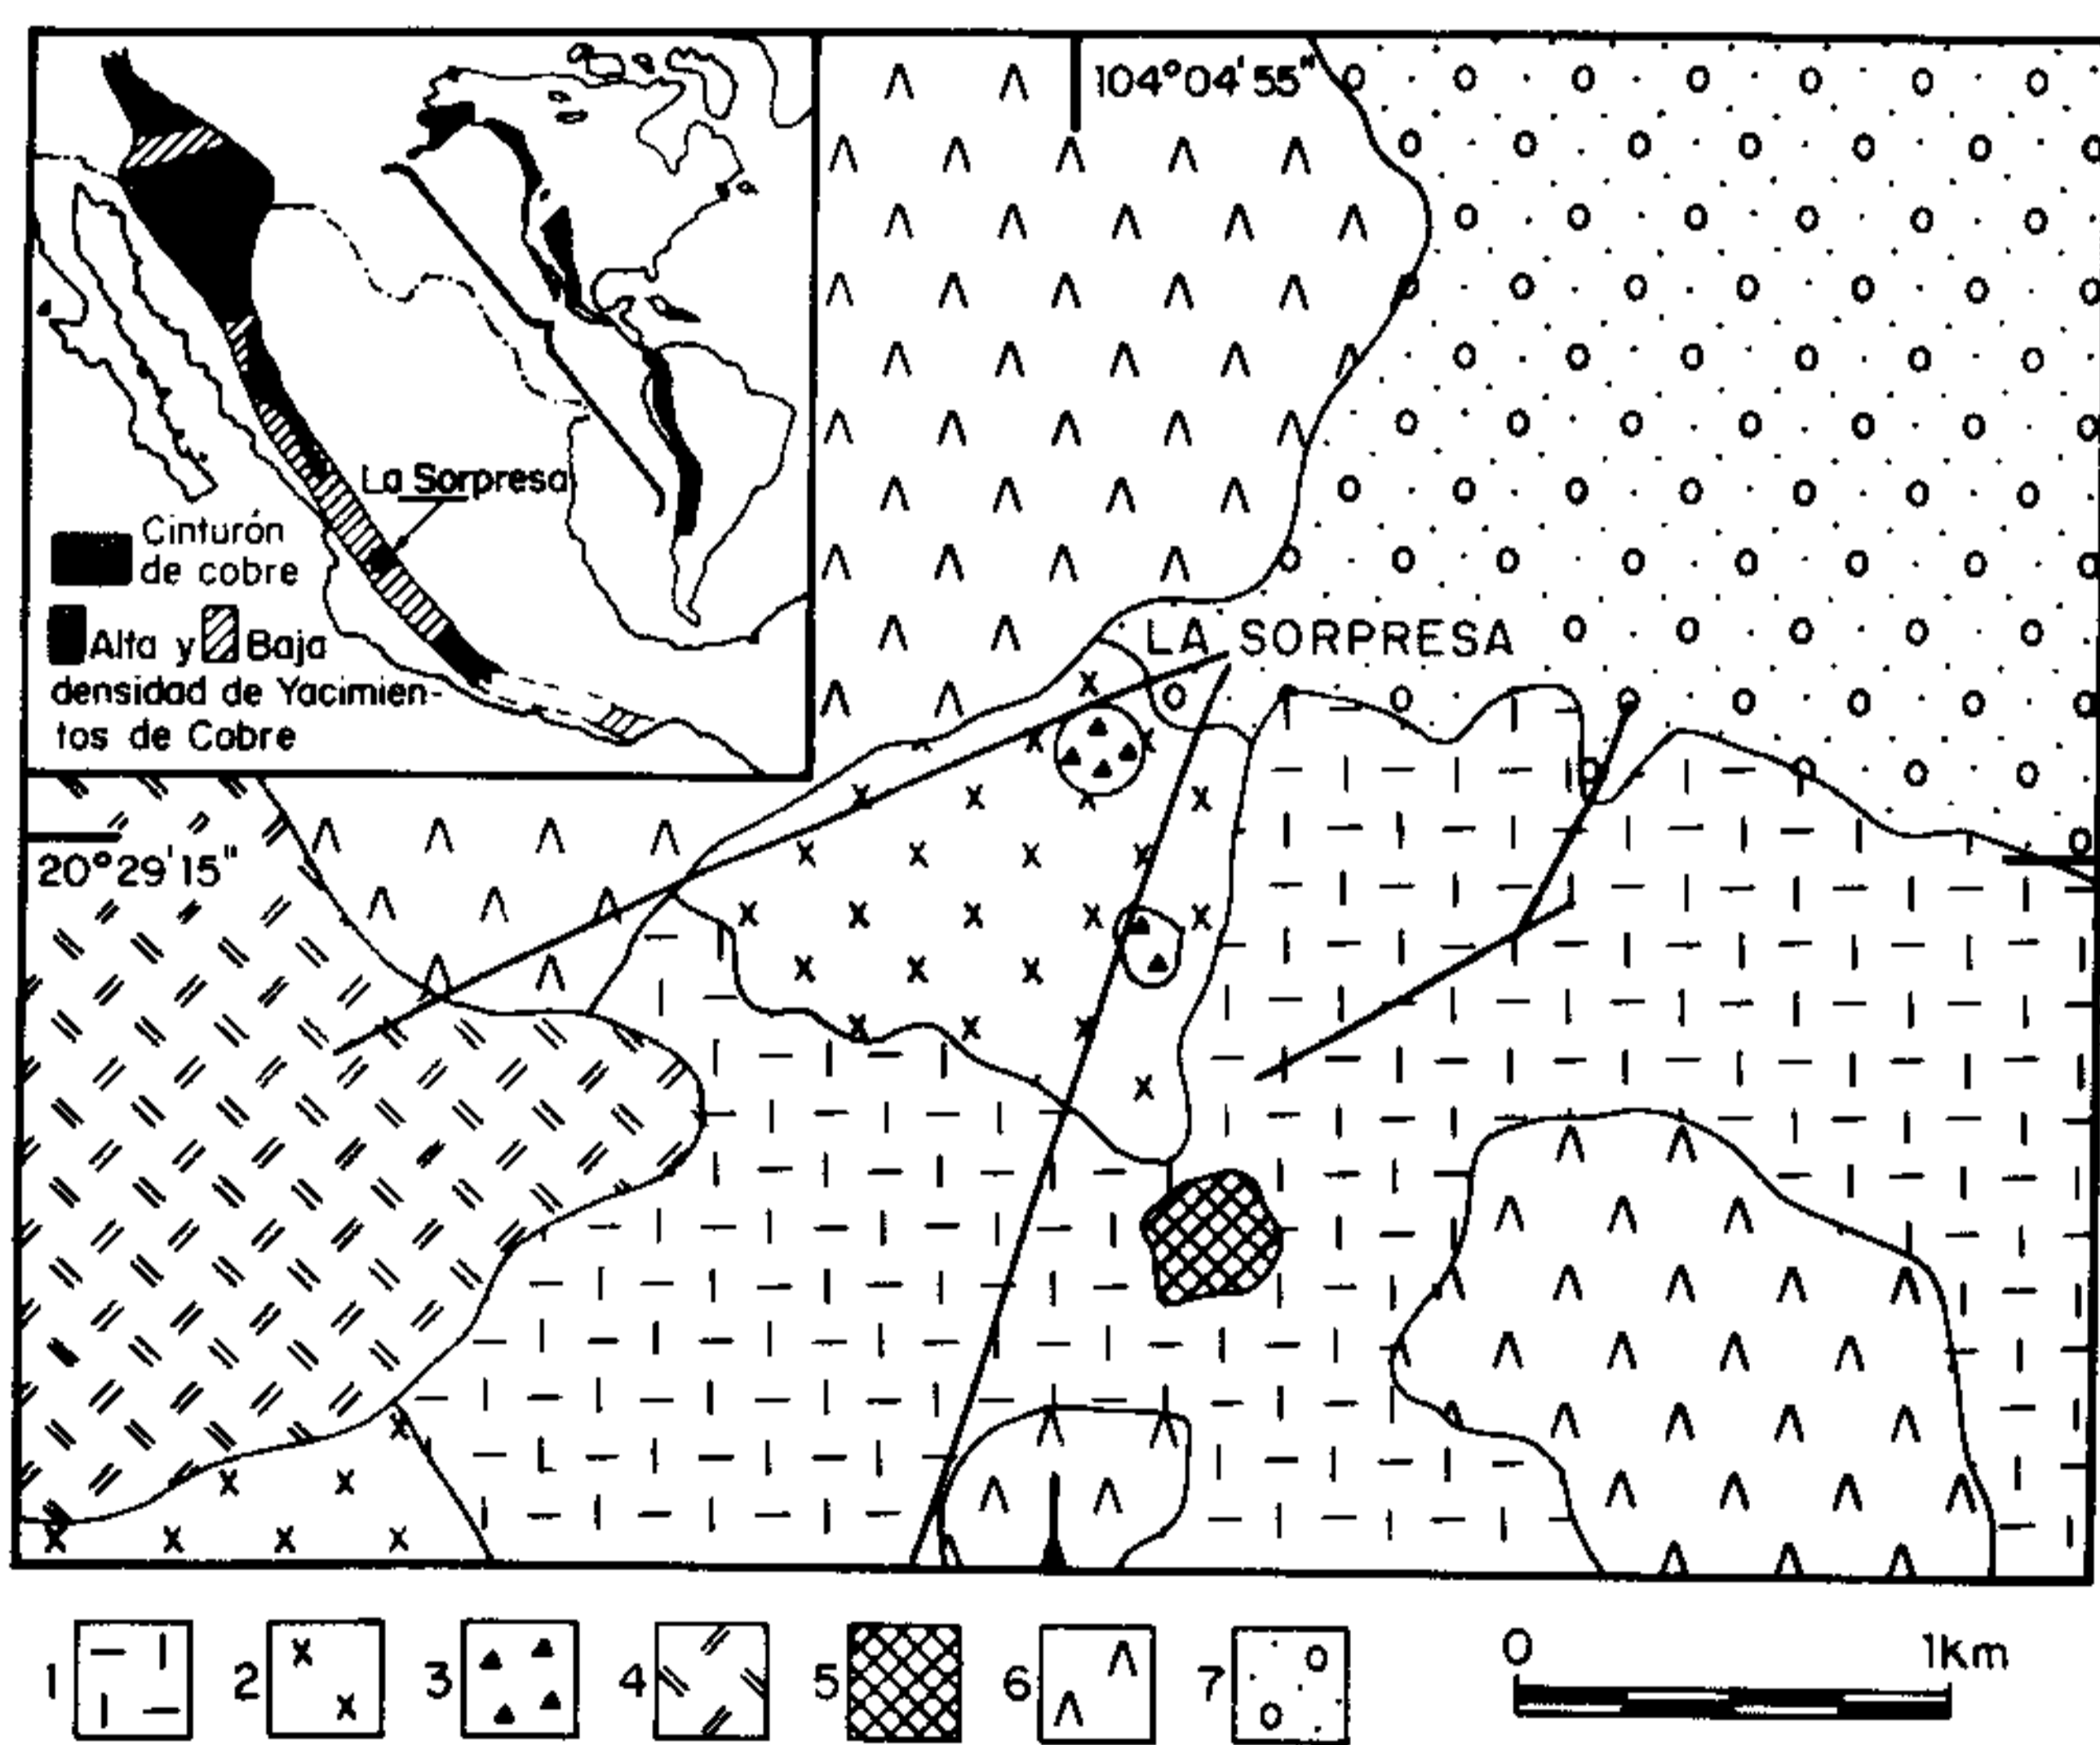 104°04'55"
La Sorpresa
Cinturón
de cobre
Alta y Baja
densidad de Yacimien-
tos de Cobre
LA SORPRESA
20°29'15"
1 2 3 4 5 6 7
0 1km